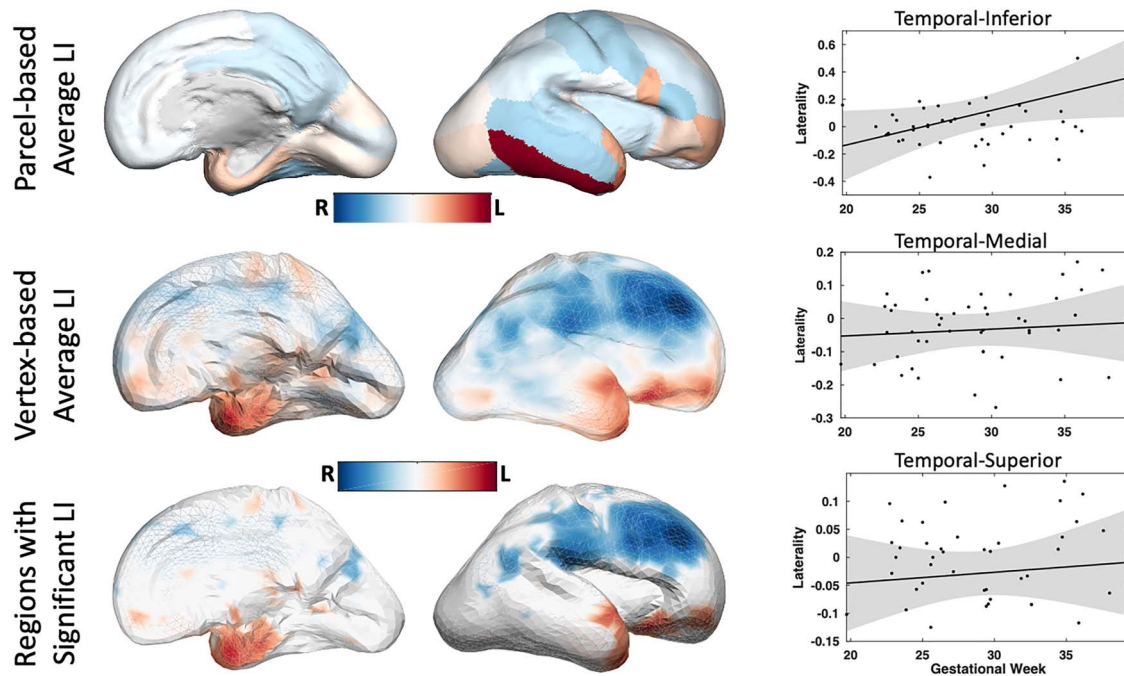 Parcel-based
Average LI
R
L
Vertex-based
Average LI
R
L
Regions with
Significant LI
Temporal-Inferior
Laterality
0.6
0.4
0.2
0
-0.2
-0.4
20
25
30
35
Temporal-Medial
Laterality
0.2
0.1
0
-0.1
-0.2
-0.3
20
25
30
35
Temporal-Superior
Laterality
0.1
0.05
0
-0.05
-0.1
-0.15
20
25
30
35
Gestational Week